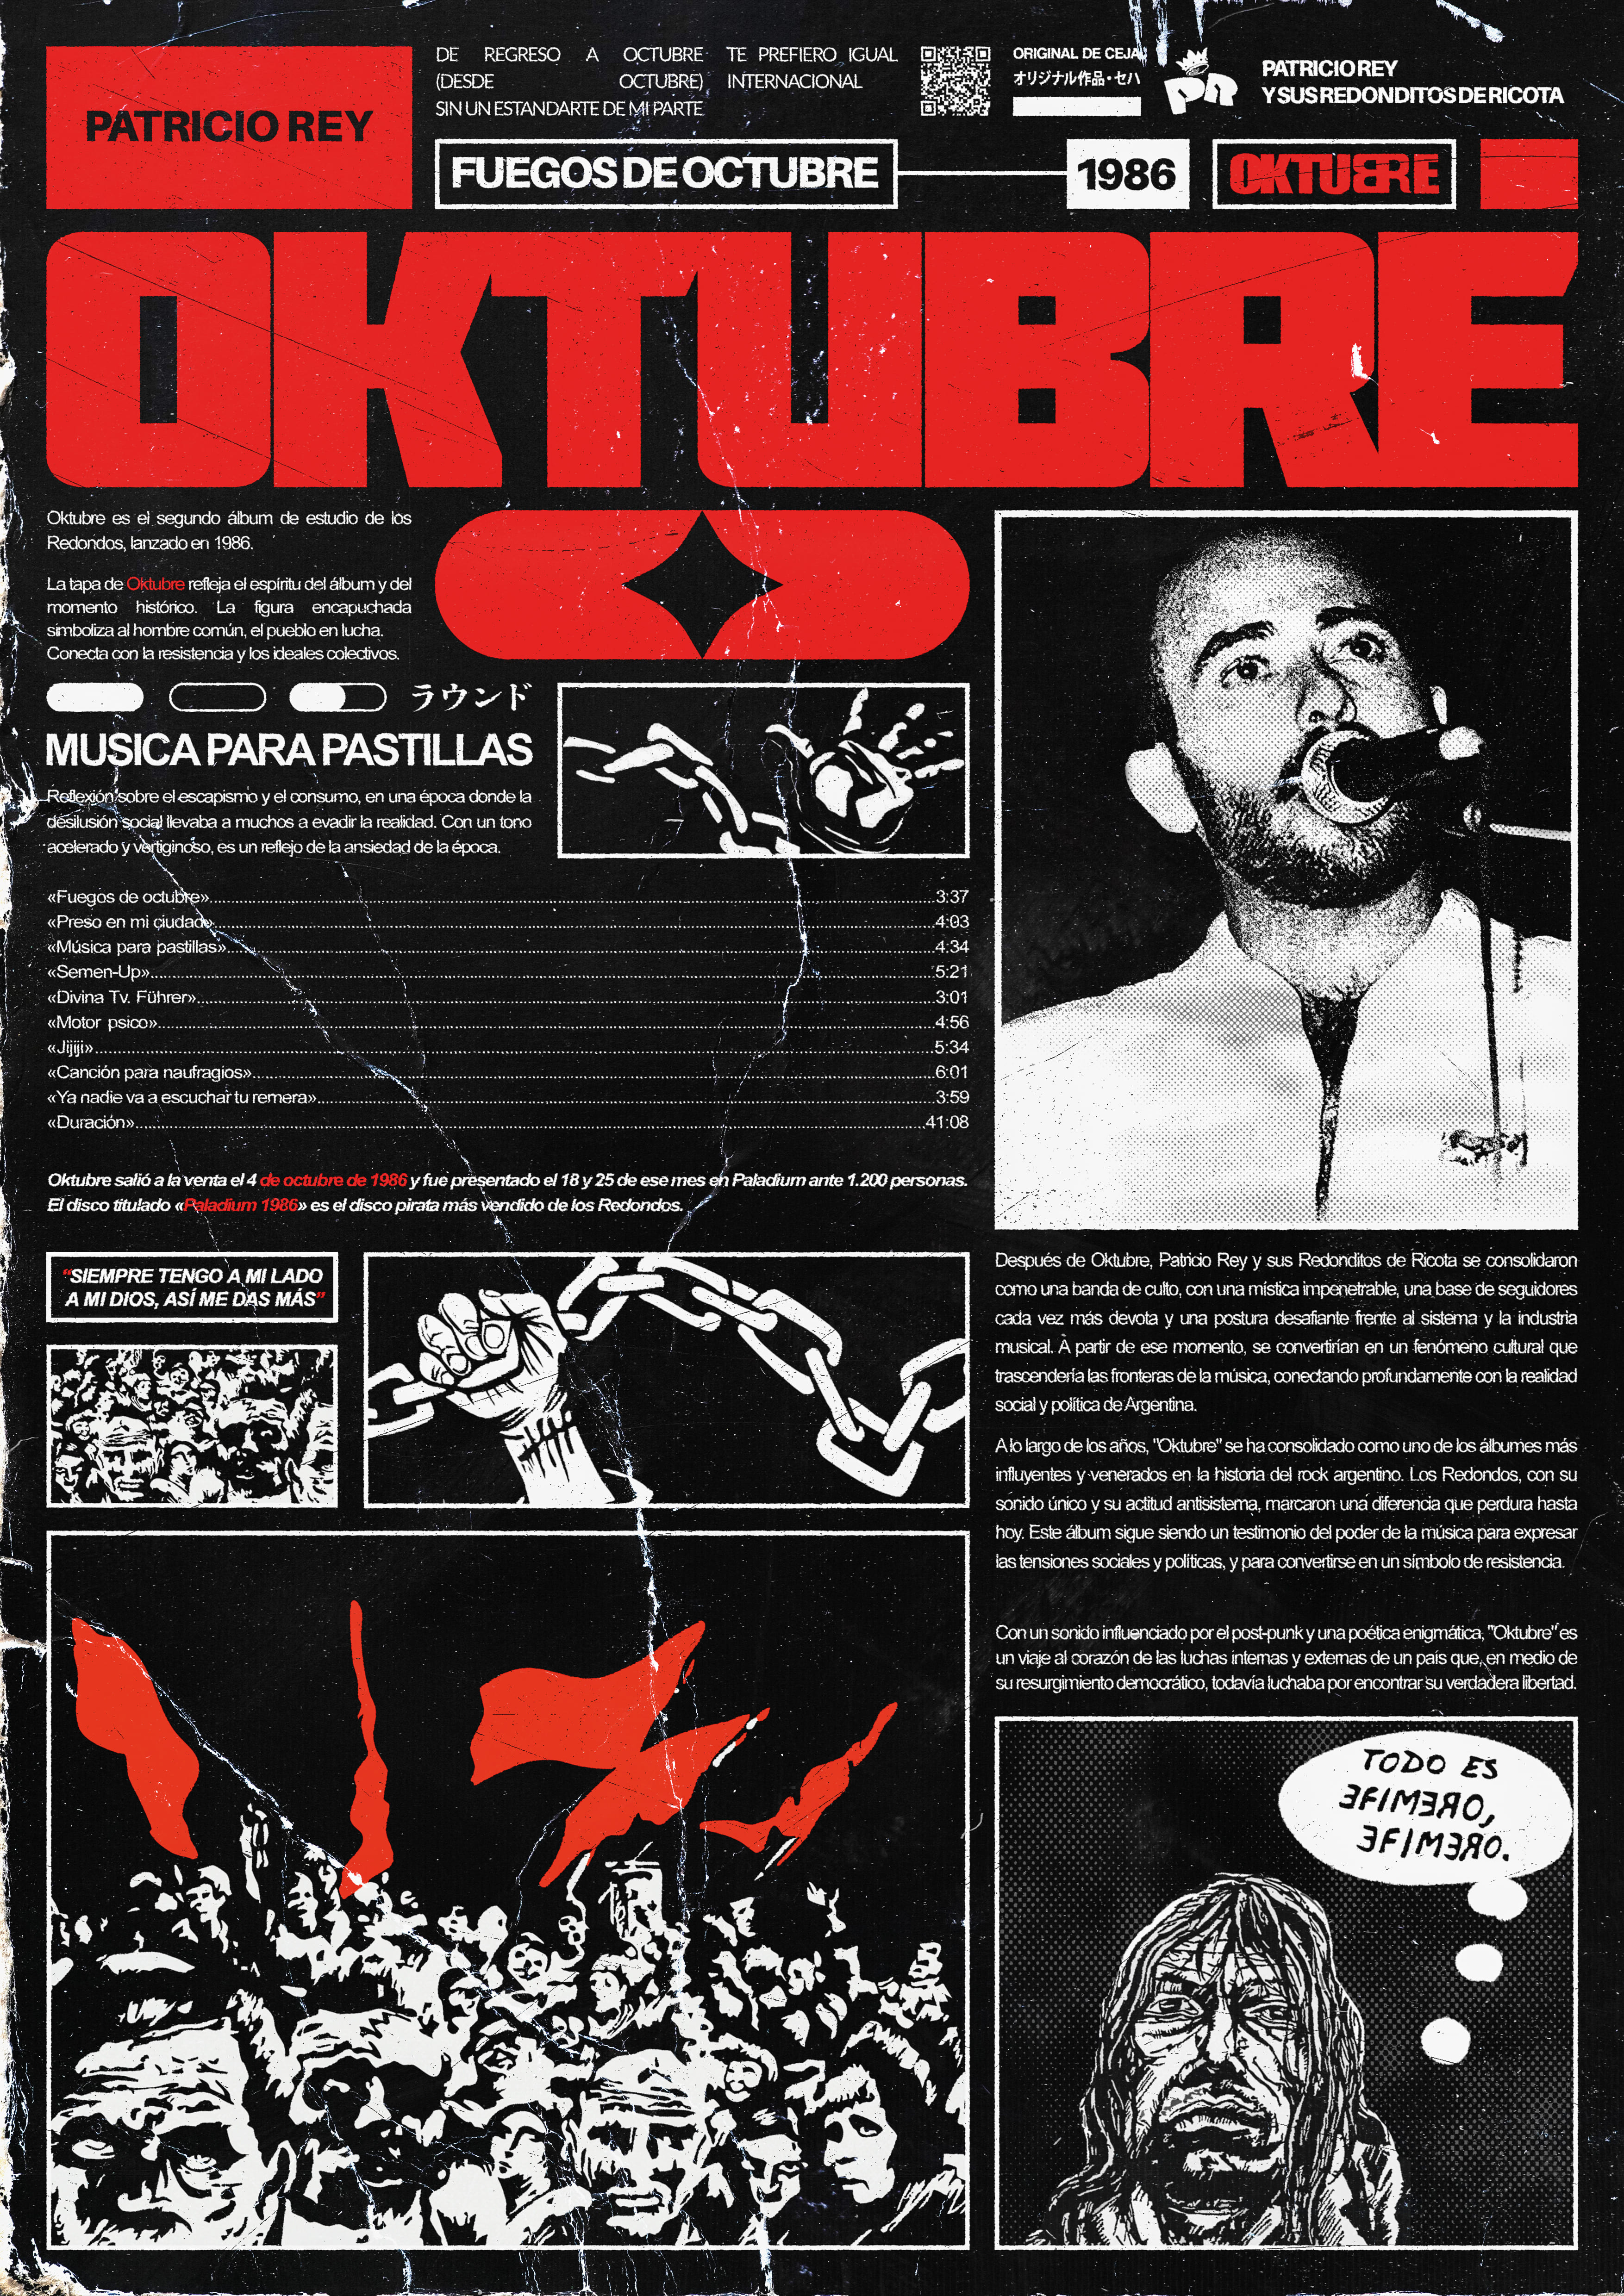 PATRICIO REY
DE REGRESO A OCTUBRE
(DESDE OCTUBRE)
SIN UN ESTANDARTE DE MI PARTE
TE PREFIERO IGUAL
INTERNACIONAL
ORIGINAL DE CEJA
オリジナル作品・セハ
PR
PATRICIO REY
Y SUS REDONDITOS DE RICOTA
FUEGOS DE OCTUBRE
1986
OKTUBRE
OKTUBRE
Oktubre es el segundo álbum de estudio de los
Redondos, lanzado en 1986.
La tapa de Oktubre refleja el espíritu del álbum y del
momento histórico. La figura encapuchada
simboliza al hombre común, el pueblo en lucha.
Conecta con la resistencia y los ideales colectivos.
ラウンド
MUSICA PARA PASTILLAS
Reflexión sobre el escapismo y el consumo, en una época donde la
desilusión social llevaba a muchos a evadir la realidad. Con un tono
acelerado y vertiginoso, es un reflejo de la ansiedad de la época.
«Fuegos de octubre»........3:37
«Preso en mi ciudad»........4:03
«Música para pastillas»........4:34
«Semen-Up»........5:21
«Divina Tv. Führer»........3:01
«Motor psico»........4:56
«Jijiji»........5:34
«Canción para naufragios»........6:01
«Ya nadie va a escuchar tu remera»........3:59
«Duración»........41:08
Oktubre salió a la venta el 4 de octubre de 1986 y fue presentado el 18 y 25 de ese mes en Paladium ante 1.200 personas.
El disco titulado «Paladium 1986» es el disco pirata más vendido de los Redondos.
“SIEMPRE TENGO A MI LADO
A MI DIOS, ASÍ ME DAS MÁS”
Después de Oktubre, Patricio Rey y sus Redonditos de Ricota se consolidaron
como una banda de culto, con una mística impenetrable, una base de seguidores
cada vez más devota y una postura desafiante frente al sistema y la industria
musical. A partir de ese momento, se convertirían en un fenómeno cultural que
trascendería las fronteras de la música, conectando profundamente con la realidad
social y política de Argentina.
A lo largo de los años, "Oktubre" se ha consolidado como uno de los álbumes más
influyentes y venerados en la historia del rock argentino. Los Redondos, con su
sonido único y su actitud antisistema, marcaron una diferencia que perdura hasta
hoy. Este álbum sigue siendo un testimonio del poder de la música para expresar
las tensiones sociales y políticas, y para convertirse en un símbolo de resistencia.
Con un sonido influenciado por el post-punk y una poética enigmática, "Oktubre" es
un viaje al corazón de las luchas internas y externas de un país que, en medio de
su resurgimiento democrático, todavía luchaba por encontrar su verdadera libertad.
TODO ES
EFIMERO,
EFIMERO.